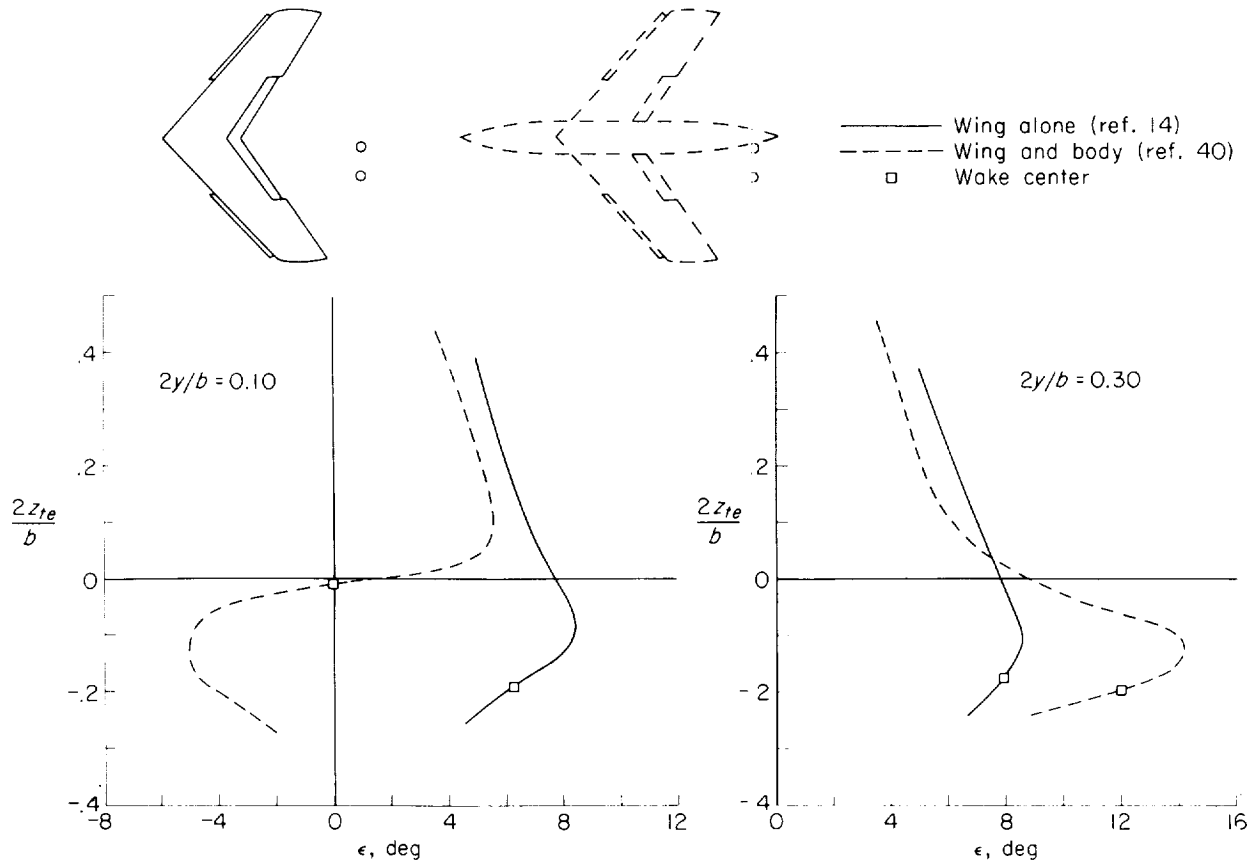 Wing alone (ref. 14)
Wing and body (ref. 40)
Wake center
2y/b = 0.10
2y/b = 0.30
2z_te/b
.4
.2
0
-.2
-.4
-8 -4 0 4 8 12
ϵ, deg
2z_te/b
.4
.2
0
-.2
-.4
0 4 8 12 16
ϵ, deg